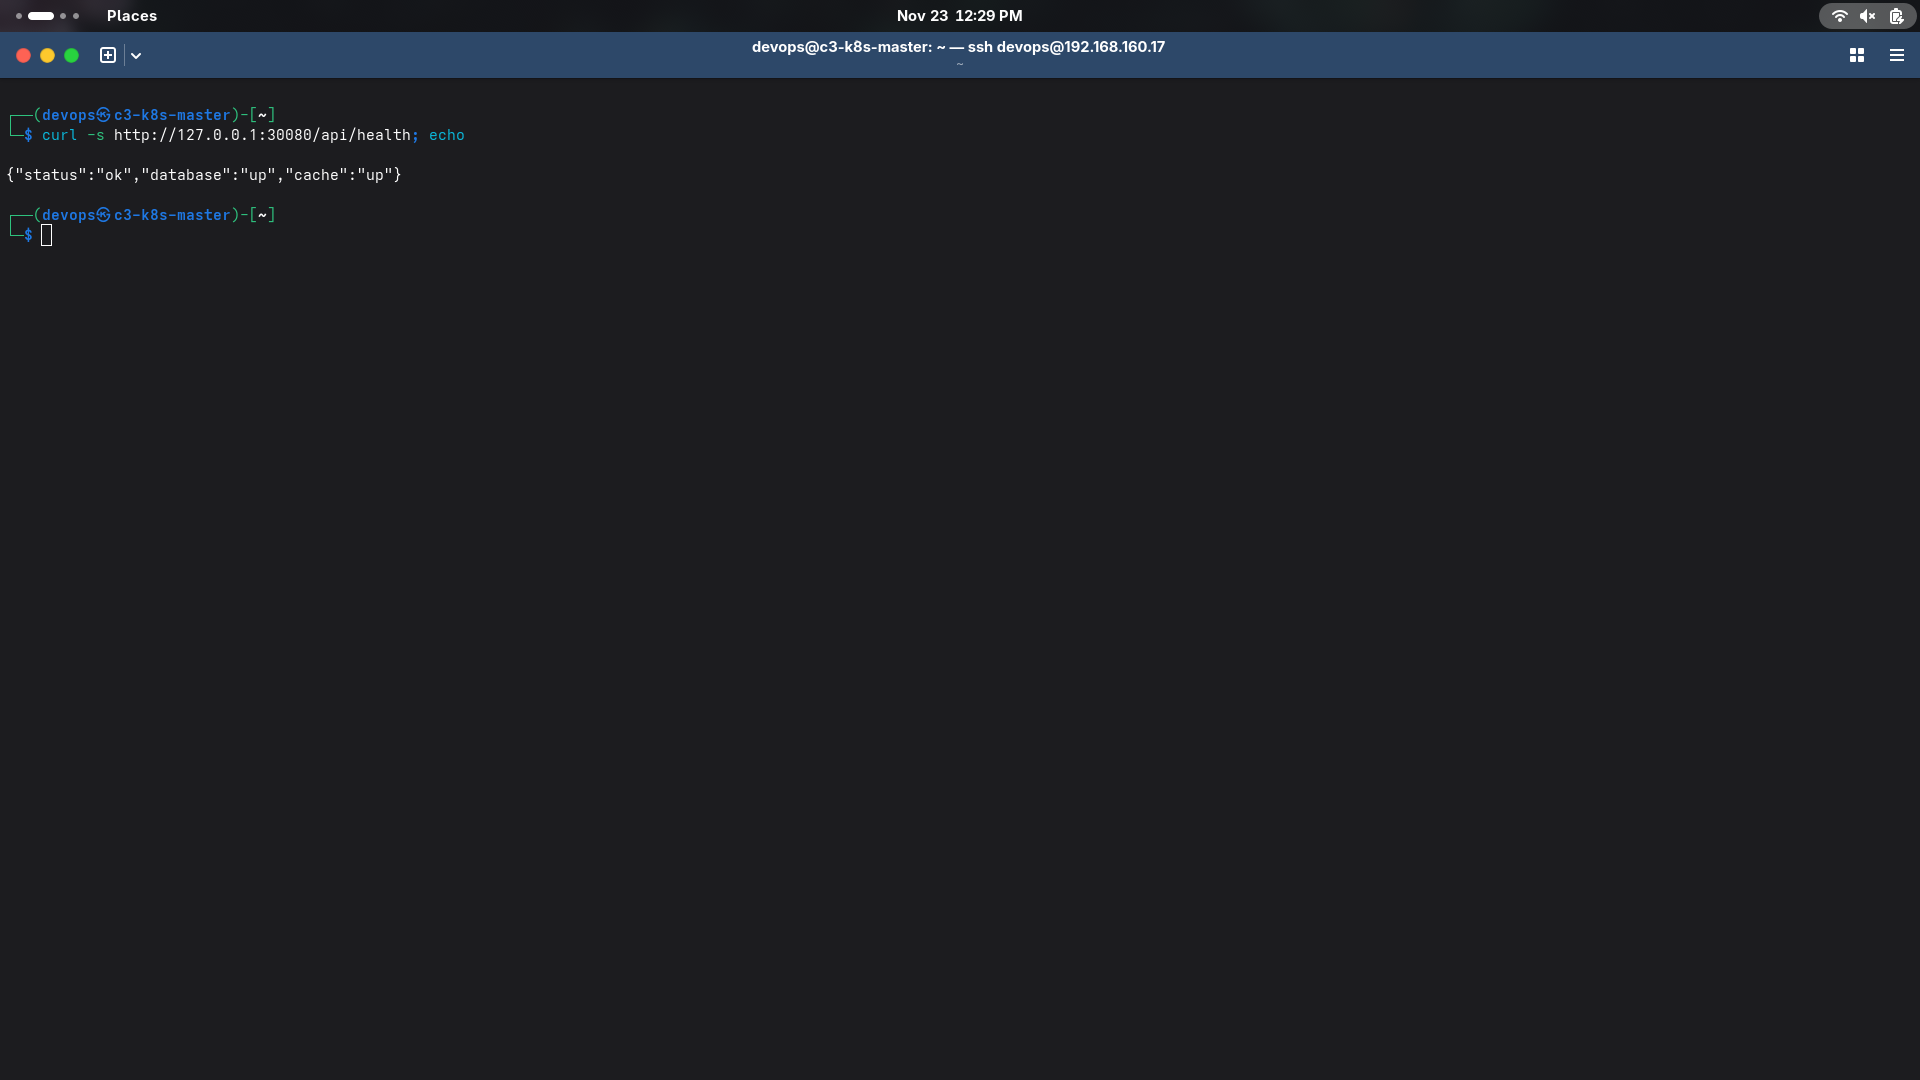 Places
Nov 23 12:29 PM
devops@c3-k8s-master: ~ — ssh devops@192.168.160.17
~
┌──(devops㉿c3-k8s-master)-[~]
└─$ curl -s http://127.0.0.1:30080/api/health; echo
{"status":"ok","database":"up","cache":"up"}
┌──(devops㉿c3-k8s-master)-[~]
└─$